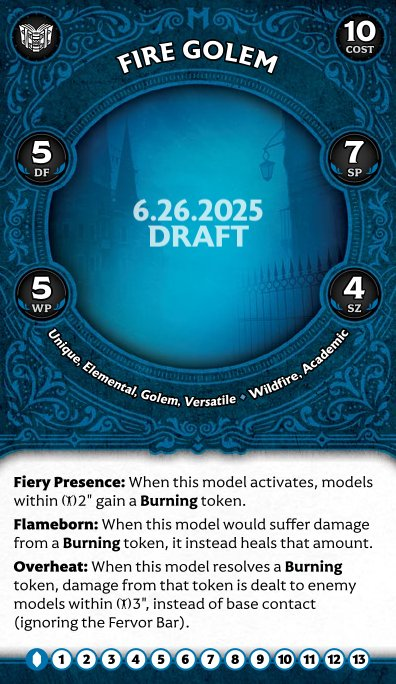 FIRE GOLEM
10
COST
5
DF
7
SP
6.26.2025
DRAFT
5
WP
4
SZ
Unique, Elemental, Golem, Versatile ♦ Wildfire, Academic
Fiery Presence: When this model activates, models
within 2" gain a Burning token.
Flameborn: When this model would suffer damage
from a Burning token, it instead heals that amount.
Overheat: When this model resolves a Burning
token, damage from that token is dealt to enemy
models within 3", instead of base contact
(ignoring the Fervor Bar).
1 2 3 4 5 6 7 8 9 10 11 12 13